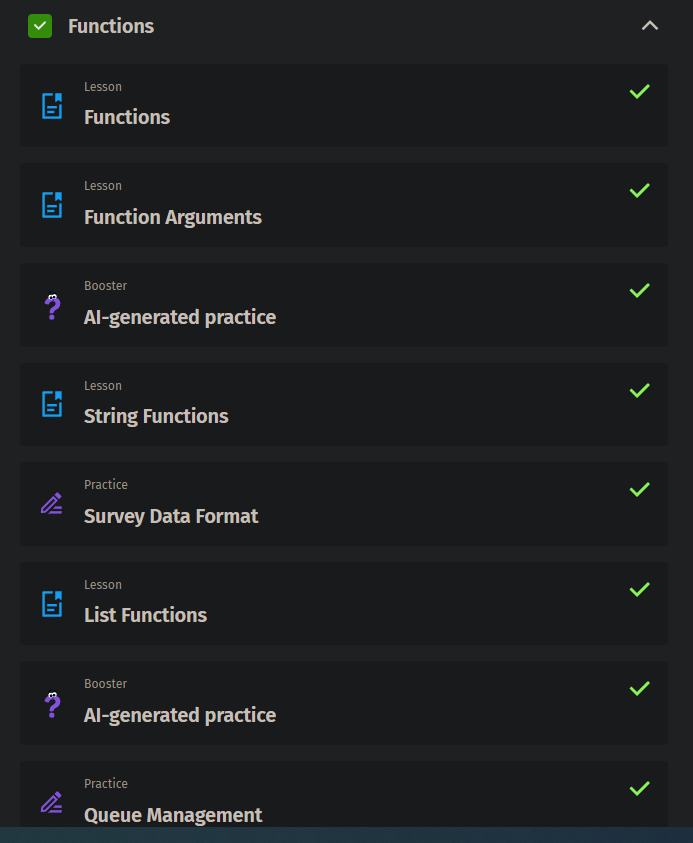 Functions
Lesson
Functions
Lesson
Function Arguments
Booster
AI-generated practice
Lesson
String Functions
Practice
Survey Data Format
Lesson
List Functions
Booster
AI-generated practice
Practice
Queue Management